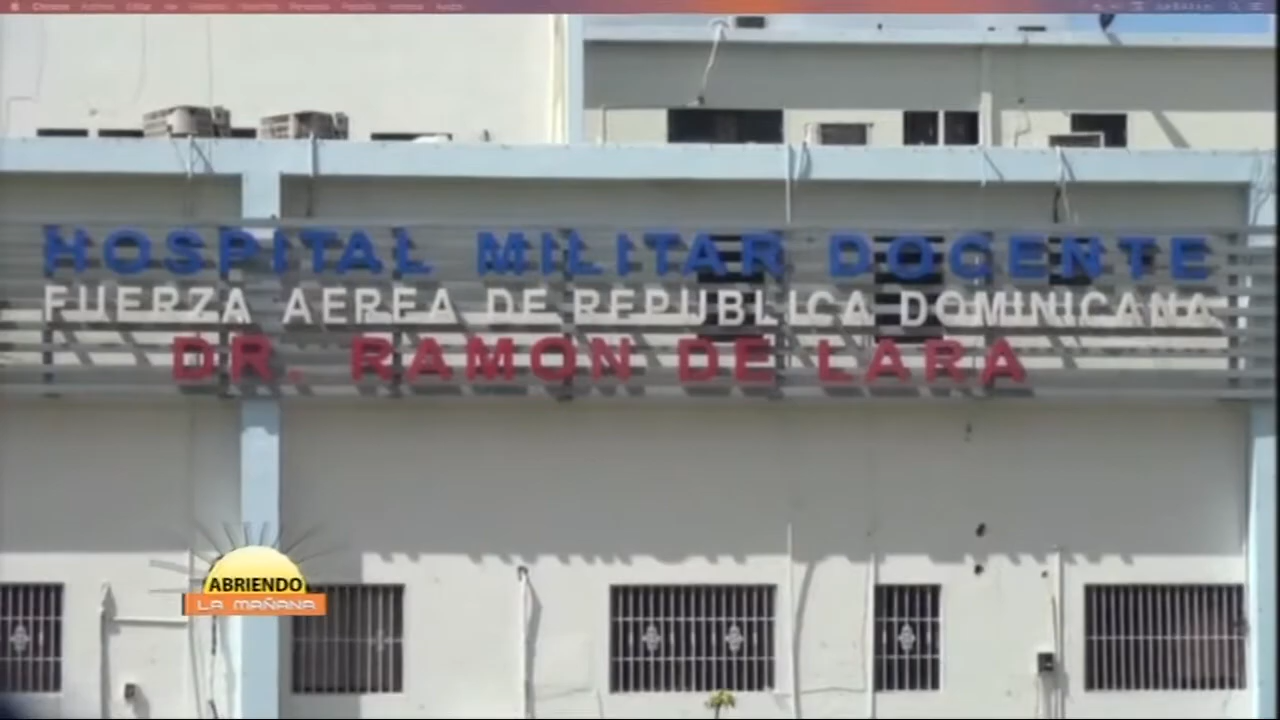 HOSPITAL MILITAR DOCENTE
FUERZA AEREA DE REPUBLICA DOMINICANA
DR. RAMON DE LARA
ABRIENDO
LA MAÑANA